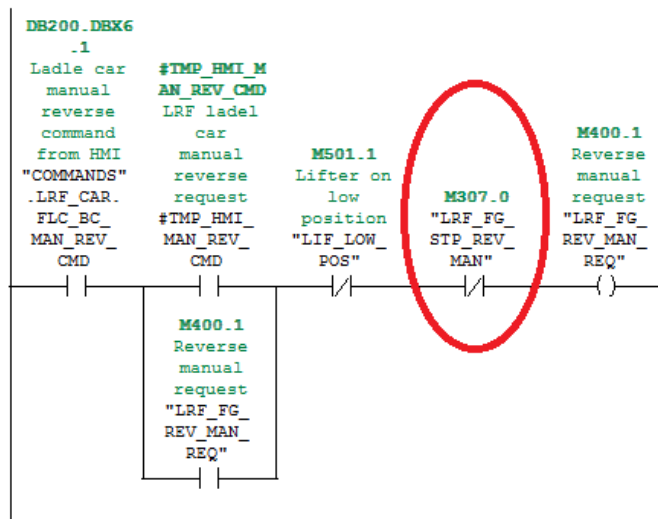 DB200.DBX6
.1
Ladle car
manual
reverse
command
from HMI
"COMMANDS"
.LRF_CAR.
FLC_BC_
MAN_REV_
CMD
#TMP_HMI_M
AN_REV_CMD
LRF ladel
car
manual
reverse
request
#TMP_HMI_
MAN_REV_
CMD
M501.1
Lifter on
low
position
"LIF_LOW_
POS"
M307.0
"LRF_FG_
STP_REV_
MAN"
M400.1
Reverse
manual
request
"LRF_FG_
REV_MAN_
REQ"
M400.1
Reverse
manual
request
"LRF_FG_
REV_MAN_
REQ"